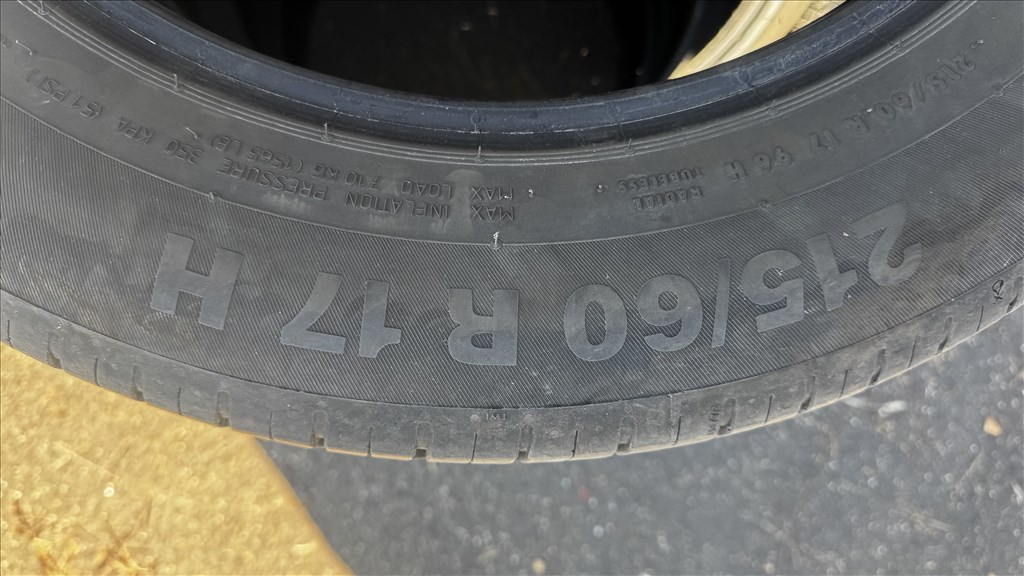 215/60 R 17 H
215/60 R 17 96 H
RADIAL
TUBELESS
MAX LOAD 710 KG (1565 LB)
MAX INFLATION PRESSURE 350 KPA (51 PSI)